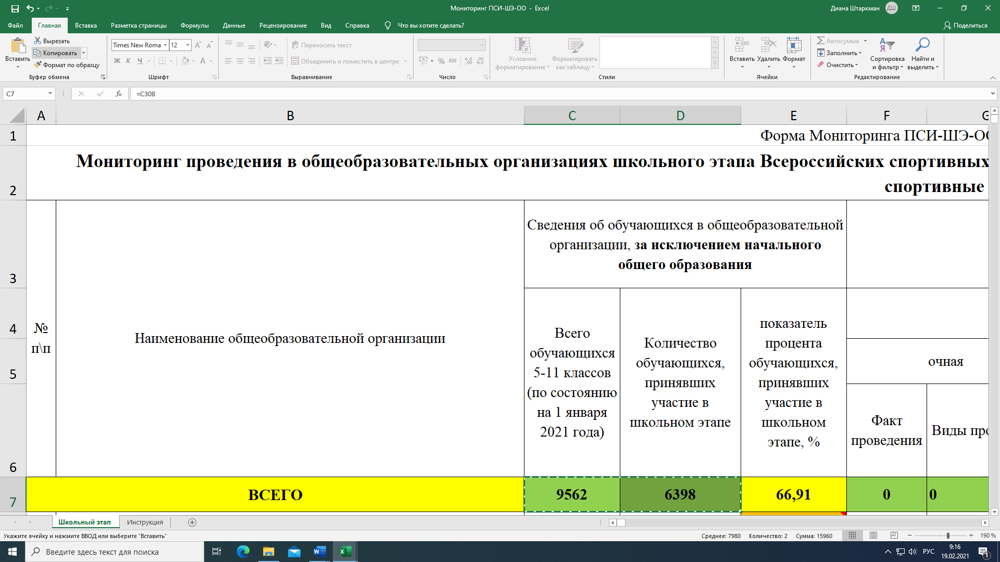 Мониторинг ПСИ-ШЭ-ОО - Excel
Диана Штаркман
ДШ
Файл
Главная
Вставка
Разметка страницы
Формулы
Данные
Рецензирование
Вид
Справка
Что вы хотите сделать?
Поделиться
Вставить
Вырезать
Копировать
Формат по образцу
Буфер обмена
Times New Roma
12
Ж К Ч
Шрифт
Переносить текст
Объединить и поместить в центре
Выравнивание
% 000
Число
Условное форматирование
Форматировать как таблицу
Стили
Вставить
Удалить
Формат
Ячейки
Автосумма
Заполнить
Очистить
Сортировка и фильтр
Найти и выделить
Редактирование
C7
fx
=C308
A B C D E F G
1
Форма Мониторинга ПСИ-ШЭ-ОО
2
Мониторинг проведения в общеобразовательных организациях школьного этапа Всероссийских спортивных
спортивные
3
Сведения об обучающихся в общеобразовательной
организации, за исключением начального
общего образования
4
5
6
№
п\п
Наименование общеобразовательной организации
Всего
обучающихся
5-11 классов
(по состоянию
на 1 января
2021 года)
Количество
обучающихся,
принявших
участие в
школьном этапе
показатель
процента
обучающихся,
принявших
участие в
школьном
этапе, %
очная
Факт
проведения
Виды про
7
ВСЕГО
9562
6398
66,91
0
0
Школьный этап
Инструкция
Укажите ячейку и нажмите ВВОД или выберите "Вставить"
Среднее: 7980
Количество: 2
Сумма: 15960
190 %
Введите здесь текст для поиска
РУС
9:16
19.02.2021
1